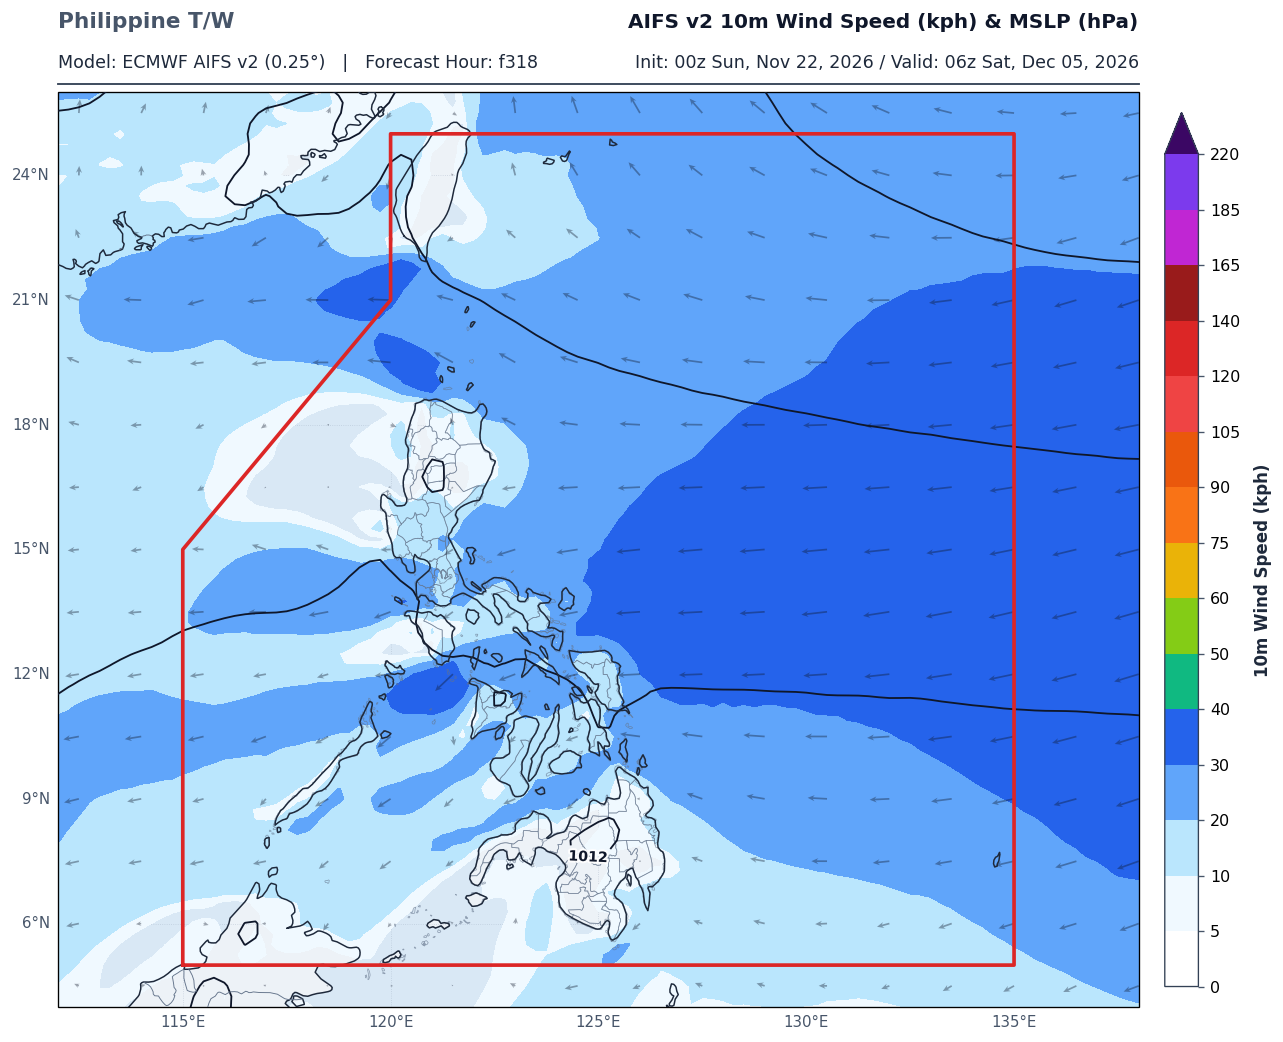 Philippine T/W
AIFS v2 10m Wind Speed (kph) & MSLP (hPa)
Model: ECMWF AIFS v2 (0.25°) | Forecast Hour: f318
Init: 00z Sun, Nov 22, 2026 / Valid: 06z Sat, Dec 05, 2026
24°N
21°N
18°N
15°N
12°N
9°N
6°N
115°E
120°E
125°E
130°E
135°E
1012
220
185
165
140
120
105
90
75
60
50
40
30
20
10
5
0
10m Wind Speed (kph)